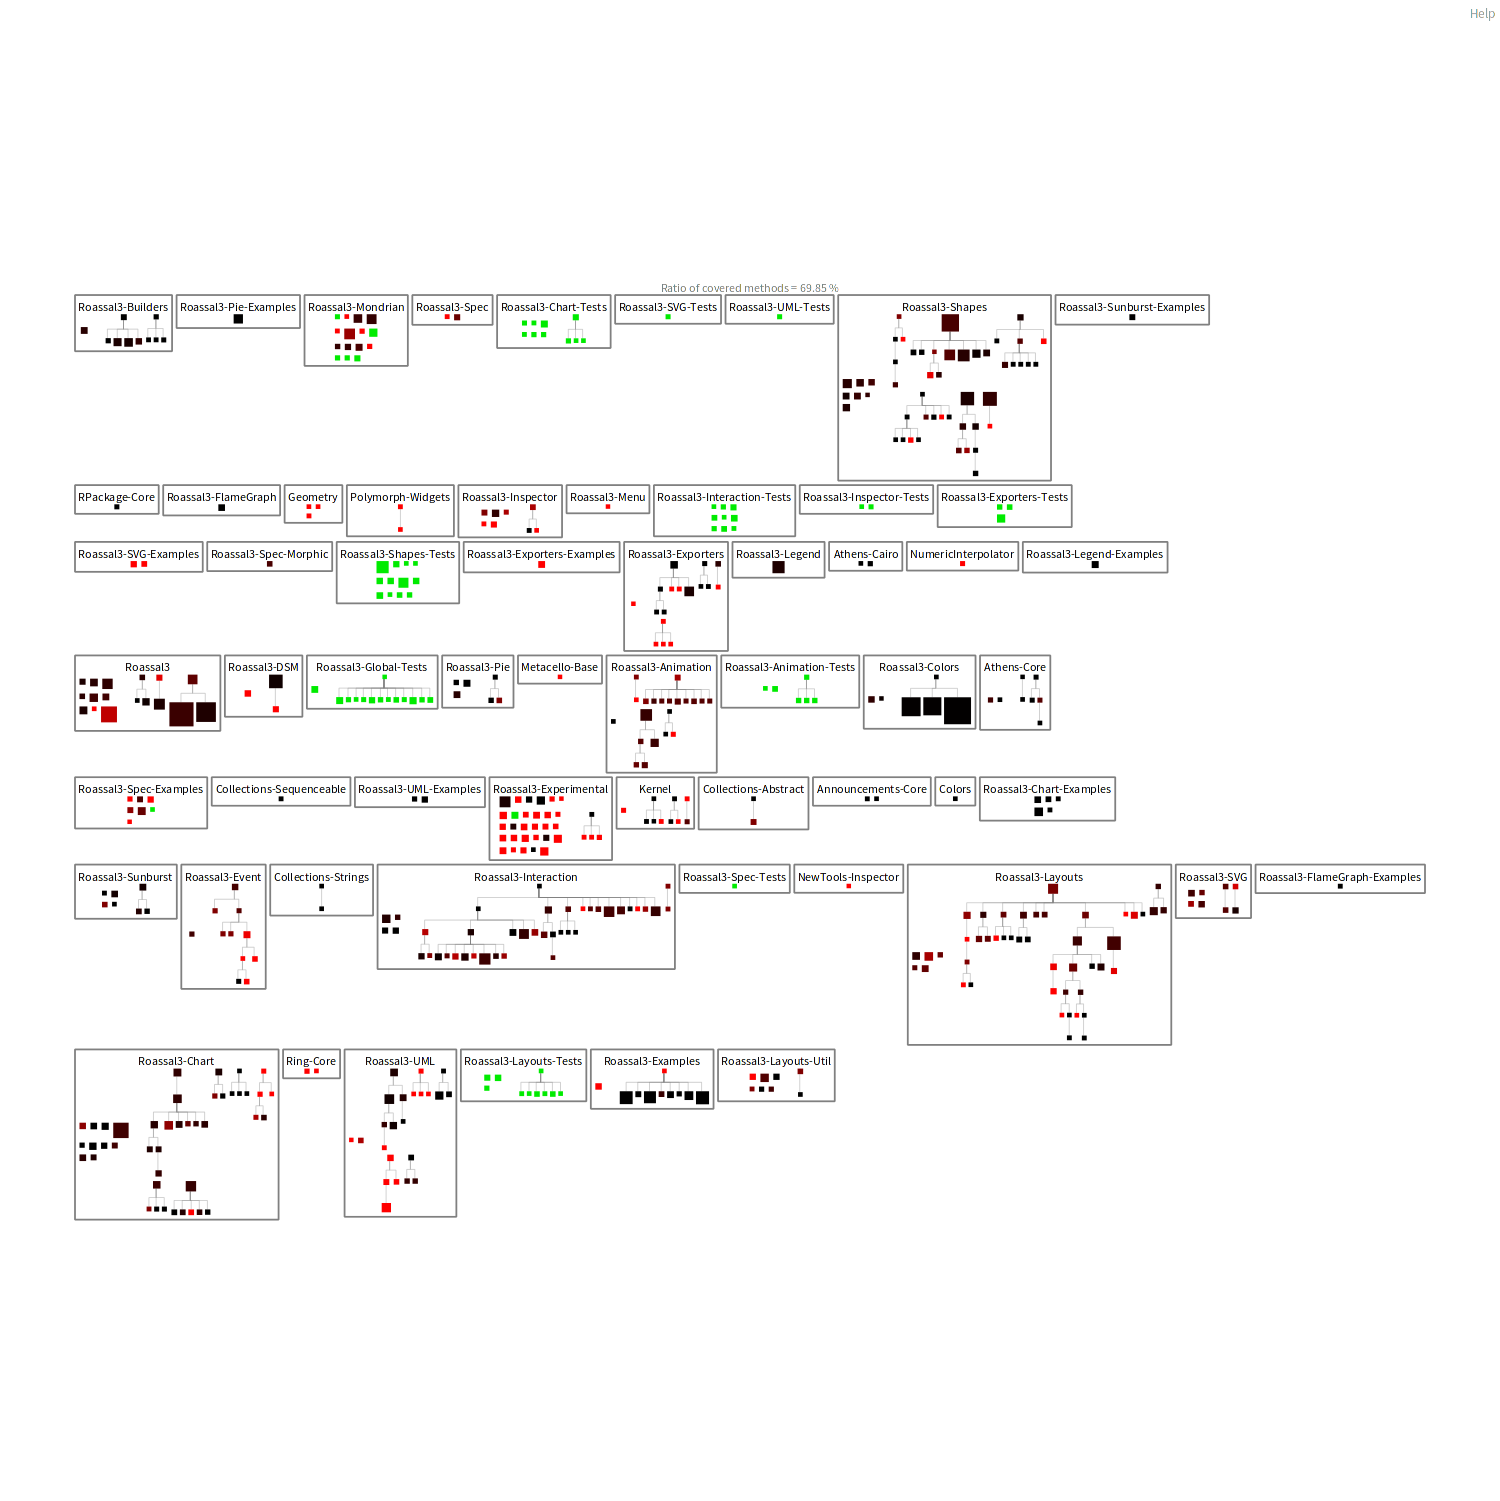 Help
Ratio of covered methods = 69.85 %
Roassal3-Builders
Roassal3-Pie-Examples
Roassal3-Mondrian
Roassal3-Spec
Roassal3-Chart-Tests
Roassal3-SVG-Tests
Roassal3-UML-Tests
Roassal3-Shapes
Roassal3-Sunburst-Examples
RPackage-Core
Roassal3-FlameGraph
Geometry
Polymorph-Widgets
Roassal3-Inspector
Roassal3-Menu
Roassal3-Interaction-Tests
Roassal3-Inspector-Tests
Roassal3-Exporters-Tests
Roassal3-SVG-Examples
Roassal3-Spec-Morphic
Roassal3-Shapes-Tests
Roassal3-Exporters-Examples
Roassal3-Exporters
Roassal3-Legend
Athens-Cairo
NumericInterpolator
Roassal3-Legend-Examples
Roassal3
Roassal3-DSM
Roassal3-Global-Tests
Roassal3-Pie
Metacello-Base
Roassal3-Animation
Roassal3-Animation-Tests
Roassal3-Colors
Athens-Core
Roassal3-Spec-Examples
Collections-Sequenceable
Roassal3-UML-Examples
Roassal3-Experimental
Kernel
Collections-Abstract
Announcements-Core
Colors
Roassal3-Chart-Examples
Roassal3-Sunburst
Roassal3-Event
Collections-Strings
Roassal3-Interaction
Roassal3-Spec-Tests
NewTools-Inspector
Roassal3-Layouts
Roassal3-SVG
Roassal3-FlameGraph-Examples
Roassal3-Chart
Ring-Core
Roassal3-UML
Roassal3-Layouts-Tests
Roassal3-Examples
Roassal3-Layouts-Util